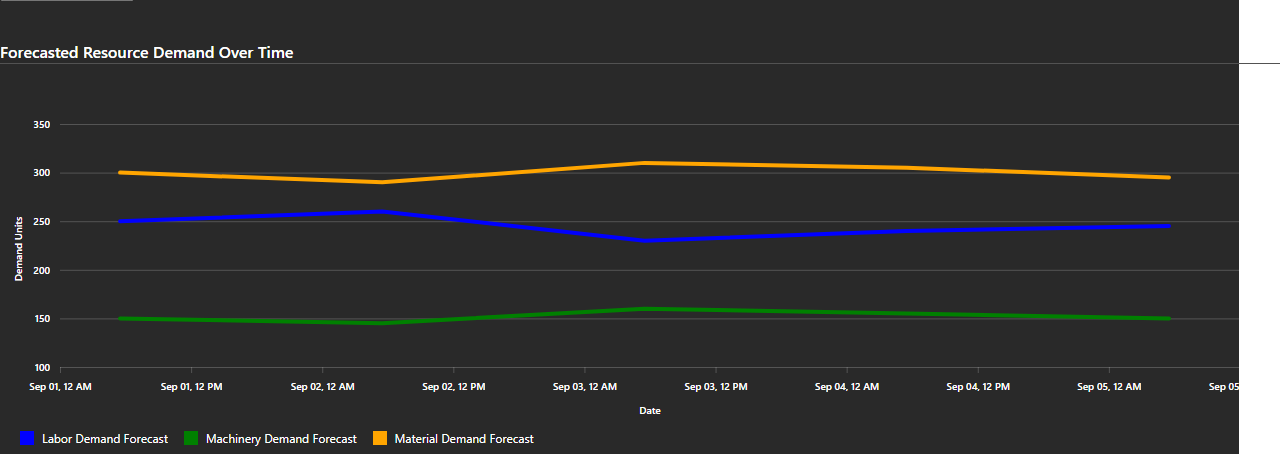 Forecasted Resource Demand Over Time
350
300
250
200
150
100
Demand Units
Sep 01, 12 AM Sep 01, 12 PM Sep 02, 12 AM Sep 02, 12 PM Sep 03, 12 AM Sep 03, 12 PM Sep 04, 12 AM Sep 04, 12 PM Sep 05, 12 AM Sep 05
Date
Labor Demand Forecast Machinery Demand Forecast Material Demand Forecast